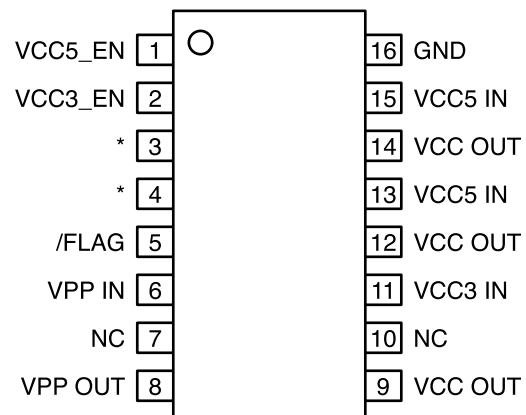 VCC5_EN 1 16 GND
VCC3_EN 2 15 VCC5 IN
* 3 14 VCC OUT
* 4 13 VCC5 IN
/FLAG 5 12 VCC OUT
VPP IN 6 11 VCC3 IN
NC 7 10 NC
VPP OUT 8 9 VCC OUT